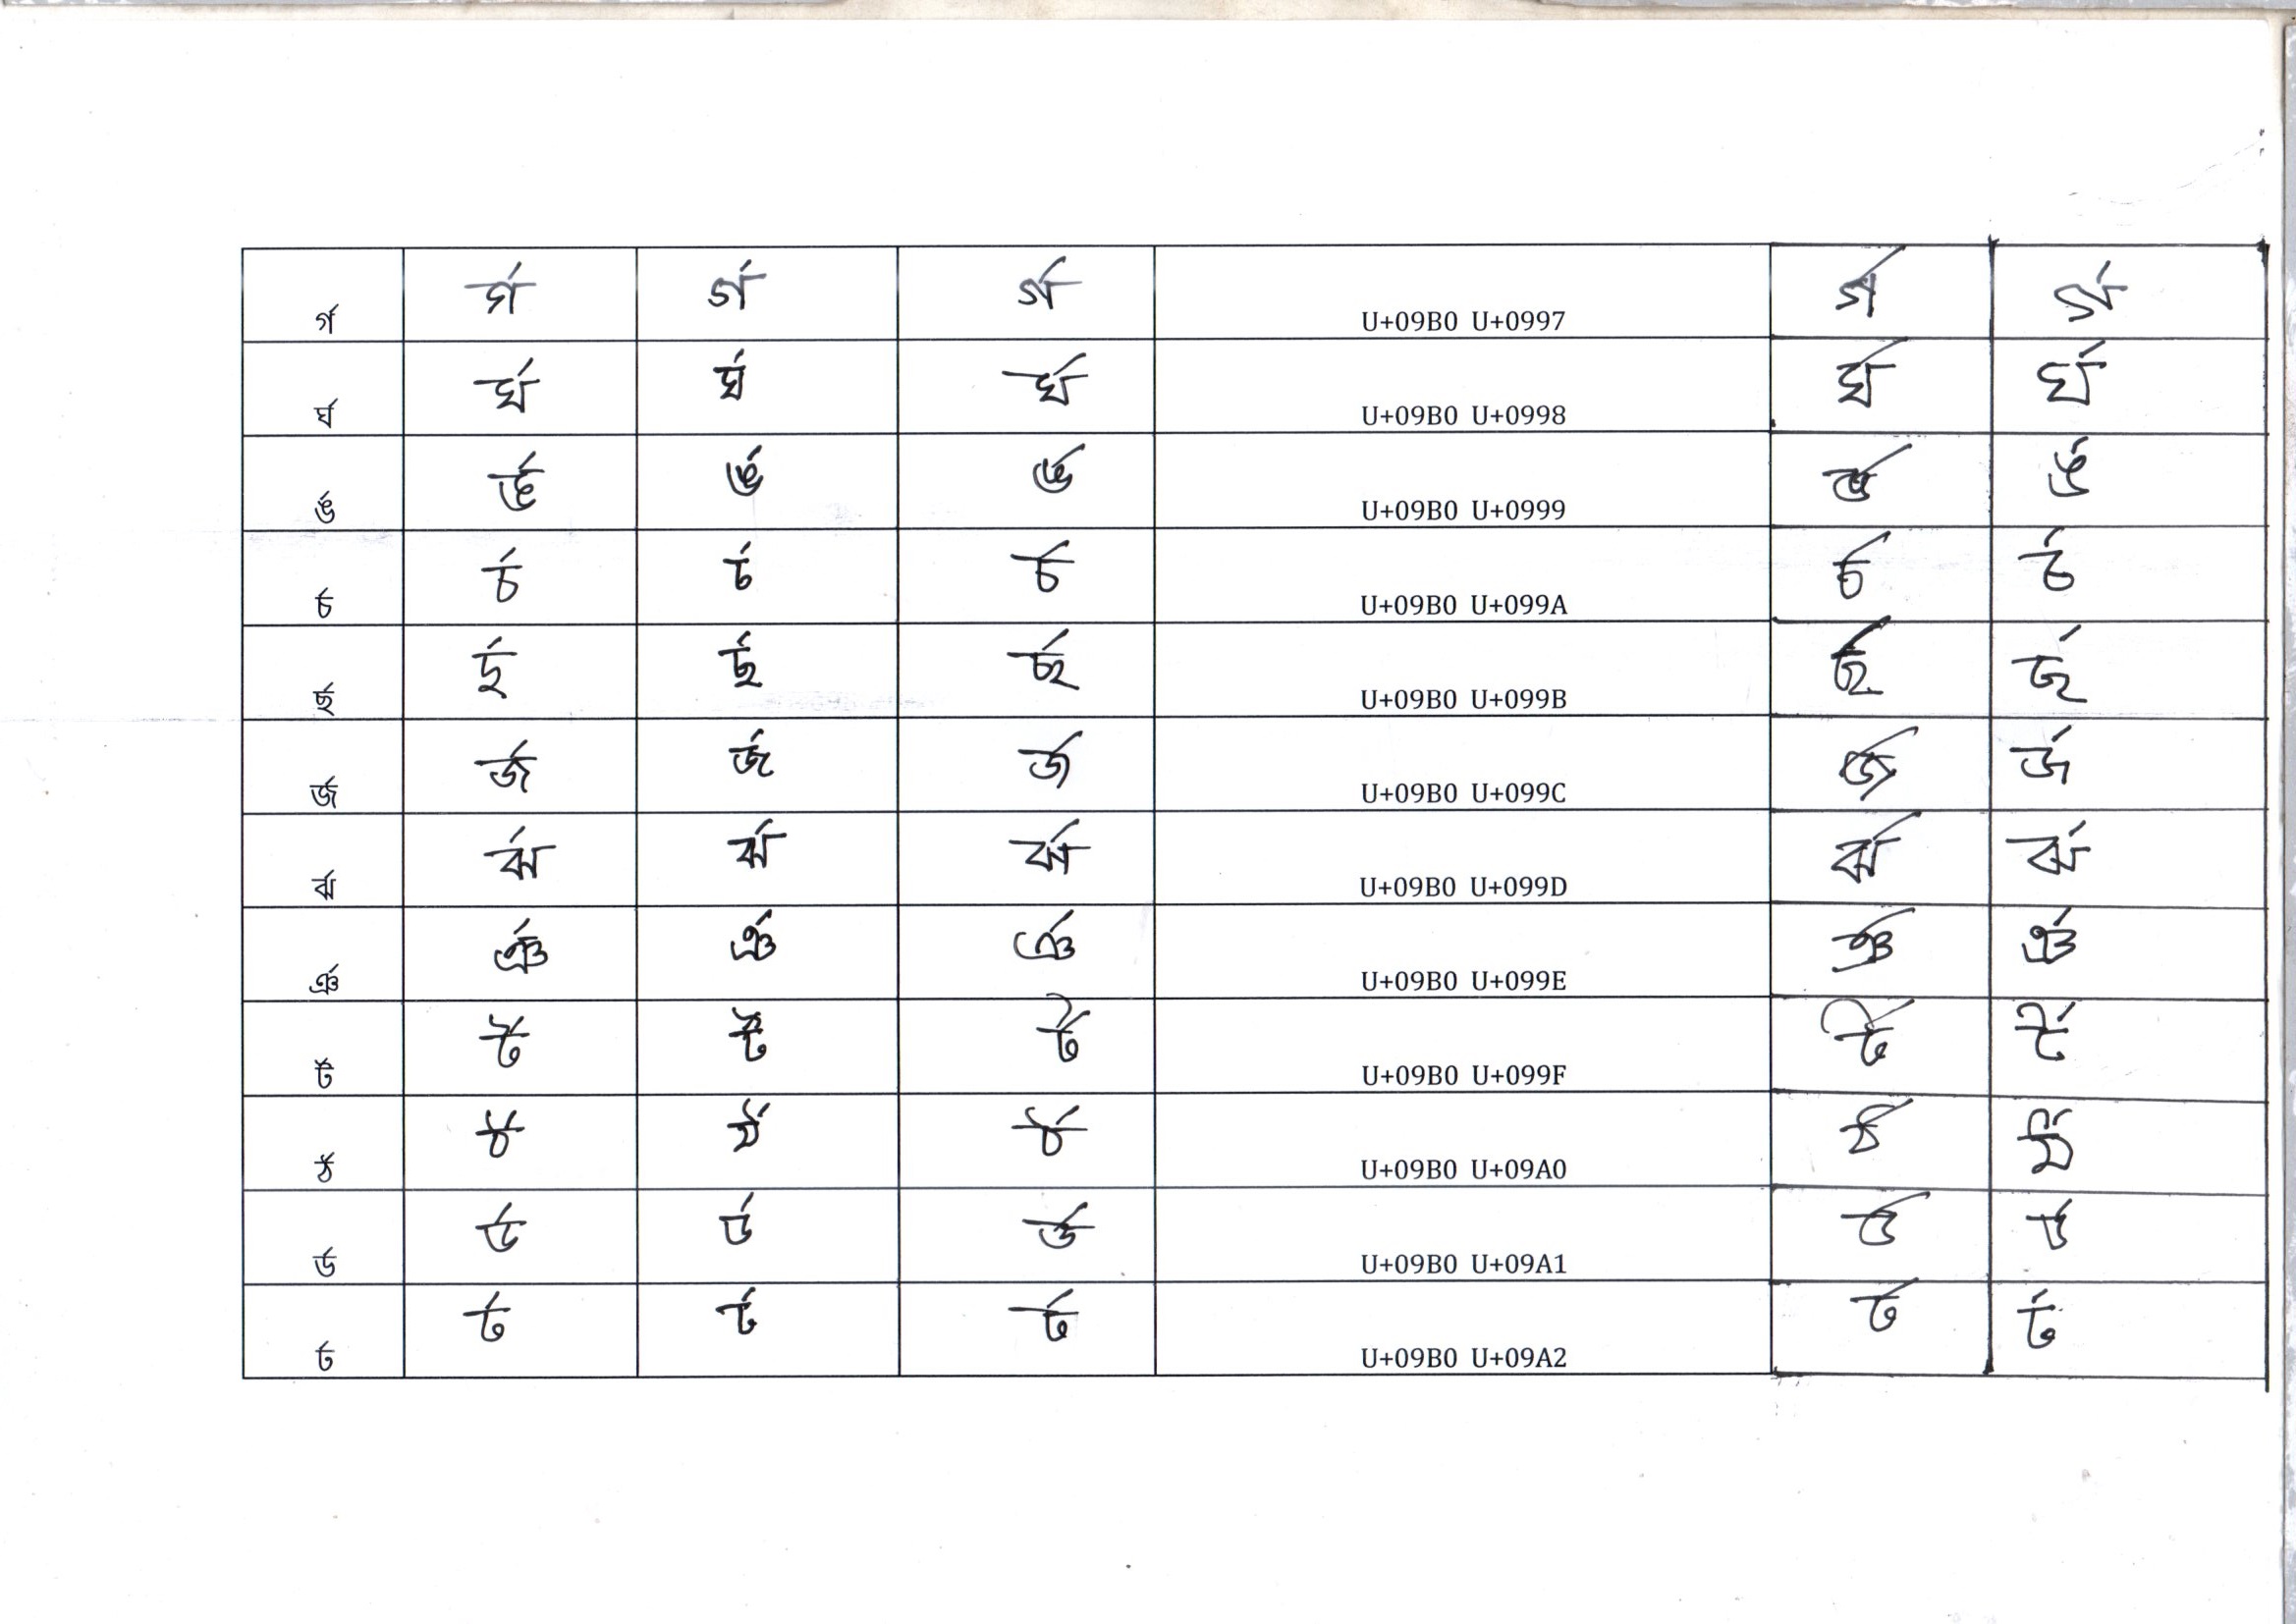 র্গ র্গ র্গ র্গ U+09B0 U+0997 র্গ র্গ
র্ঘ র্ঘ র্ঘ র্ঘ U+09B0 U+0998 র্ঘ র্ঘ
র্ঙ র্ঙ র্ঙ র্ঙ U+09B0 U+0999 র্ঙ র্ঙ
র্চ র্চ র্চ র্চ U+09B0 U+099A র্চ র্চ
র্ছ র্ছ র্ছ র্ছ U+09B0 U+099B র্ছ র্ছ
র্জ র্জ র্জ র্জ U+09B0 U+099C র্জ র্জ
র্ঝ র্ঝ র্ঝ র্ঝ U+09B0 U+099D র্ঝ র্ঝ
র্ঞ র্ঞ র্ঞ র্ঞ U+09B0 U+099E র্ঞ র্ঞ
র্ট র্ট র্ট র্ট U+09B0 U+099F র্ট র্ট
র্ঠ র্ঠ র্ঠ র্ঠ U+09B0 U+09A0 র্ঠ র্ঠ
র্ড র্ড র্ড র্ড U+09B0 U+09A1 র্ড র্ড
র্ঢ র্ঢ র্ঢ র্ঢ U+09B0 U+09A2 র্ঢ র্ঢ